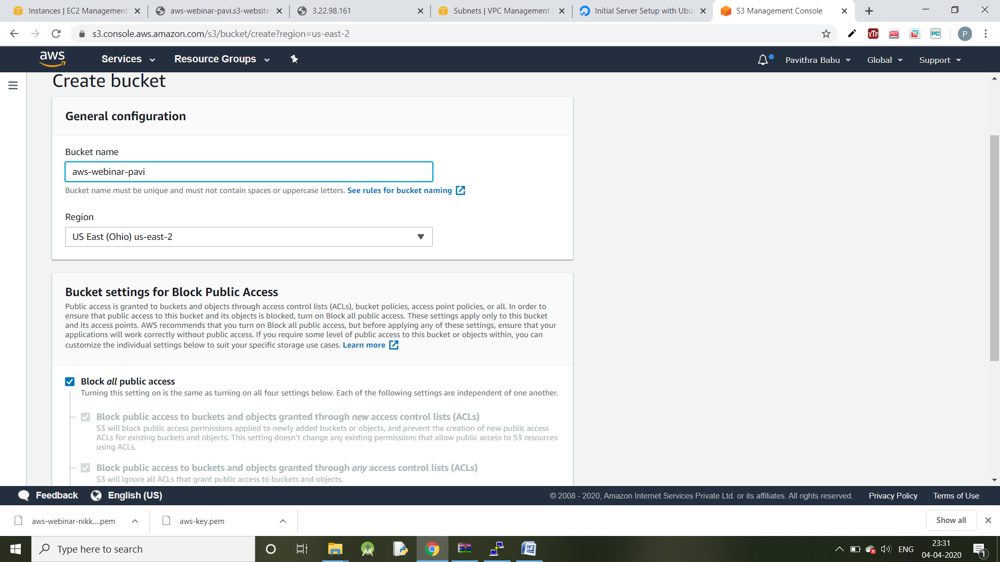 Instances | EC2 Management
aws-webinar-pavi.s3-website
3.22.98.161
Subnets | VPC Management
Initial Server Setup with Ubu
S3 Management Console
s3.console.aws.amazon.com/s3/bucket/create?region=us-east-2
YTF
PDF
PC
P
aws
Services
Resource Groups
Pavithra Babu
Global
Support
Create bucket
General configuration
Bucket name
aws-webinar-pavi
Bucket name must be unique and must not contain spaces or uppercase letters. See rules for bucket naming
Region
US East (Ohio) us-east-2
Bucket settings for Block Public Access
Public access is granted to buckets and objects through access control lists (ACLs), bucket policies, access point policies, or all. In order to
ensure that public access to this bucket and its objects is blocked, turn on Block all public access. These settings apply only to this bucket
and its access points. AWS recommends that you turn on Block all public access, but before applying any of these settings, ensure that your
applications will work correctly without public access. If you require some level of public access to this bucket or objects within, you can
customize the individual settings below to suit your specific storage use cases. Learn more
Block all public access
Turning this setting on is the same as turning on all four settings below. Each of the following settings are independent of one another.
Block public access to buckets and objects granted through new access control lists (ACLs)
S3 will block public access permissions applied to newly added buckets or objects, and prevent the creation of new public access
ACLs for existing buckets and objects. This setting doesn't change any existing permissions that allow public access to S3 resources
using ACLs.
Block public access to buckets and objects granted through any access control lists (ACLs)
S3 will ignore all ACLs that grant public access to buckets and objects.
Feedback
English (US)
© 2008 - 2020, Amazon Internet Services Private Ltd. or its affiliates. All rights reserved.
Privacy Policy
Terms of Use
aws-webinar-nikk....pem
aws-key.pem
Show all
Type here to search
ENG
23:31
04-04-2020
1